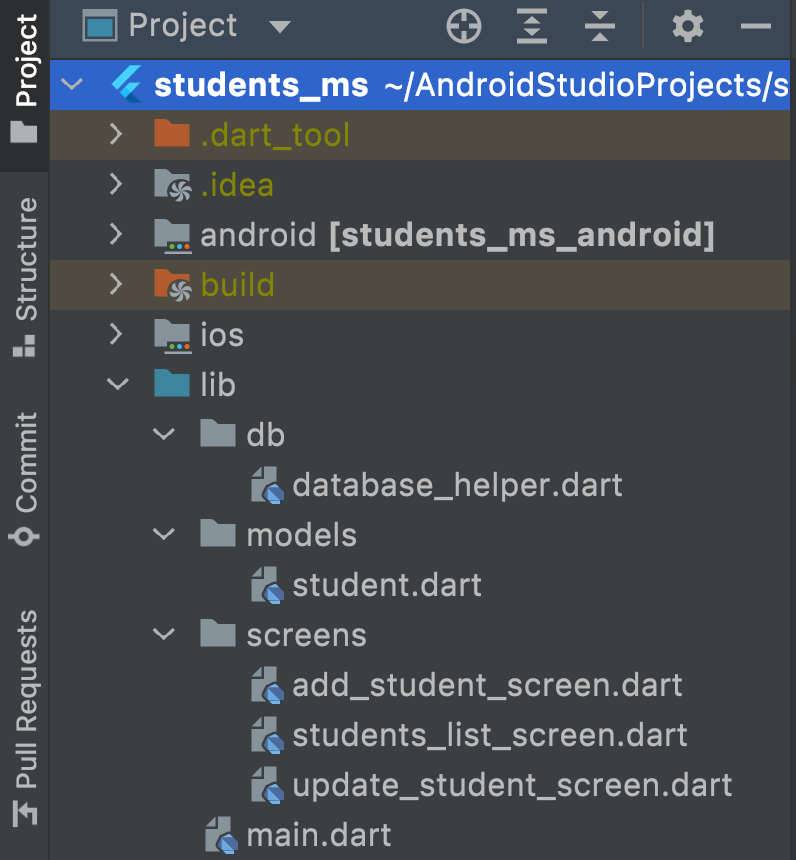 Project
students_ms ~/AndroidStudioProjects/s
.dart_tool
.idea
android [students_ms_android]
build
ios
lib
db
database_helper.dart
models
student.dart
screens
add_student_screen.dart
students_list_screen.dart
update_student_screen.dart
main.dart
Project
Structure
Commit
Pull Requests